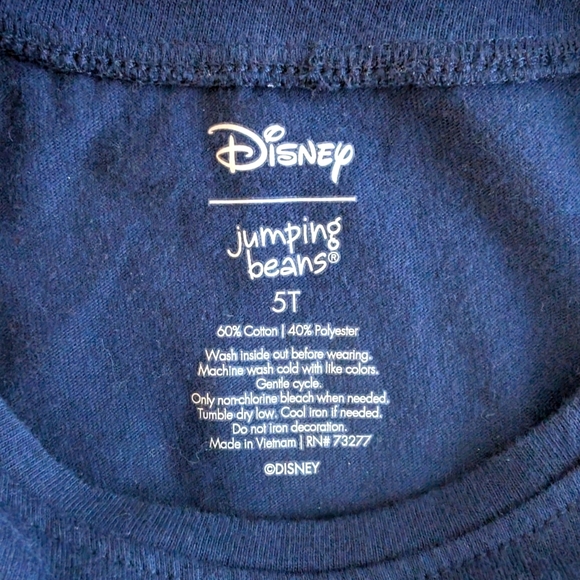 Disney
jumping
beans®
5T
60% Cotton | 40% Polyester
Wash inside out before wearing.
Machine wash cold with like colors.
Gentle cycle.
Only non-chlorine bleach when needed.
Tumble dry low. Cool iron if needed.
Do not iron decoration.
Made in Vietnam | RN# 73277
©DISNEY